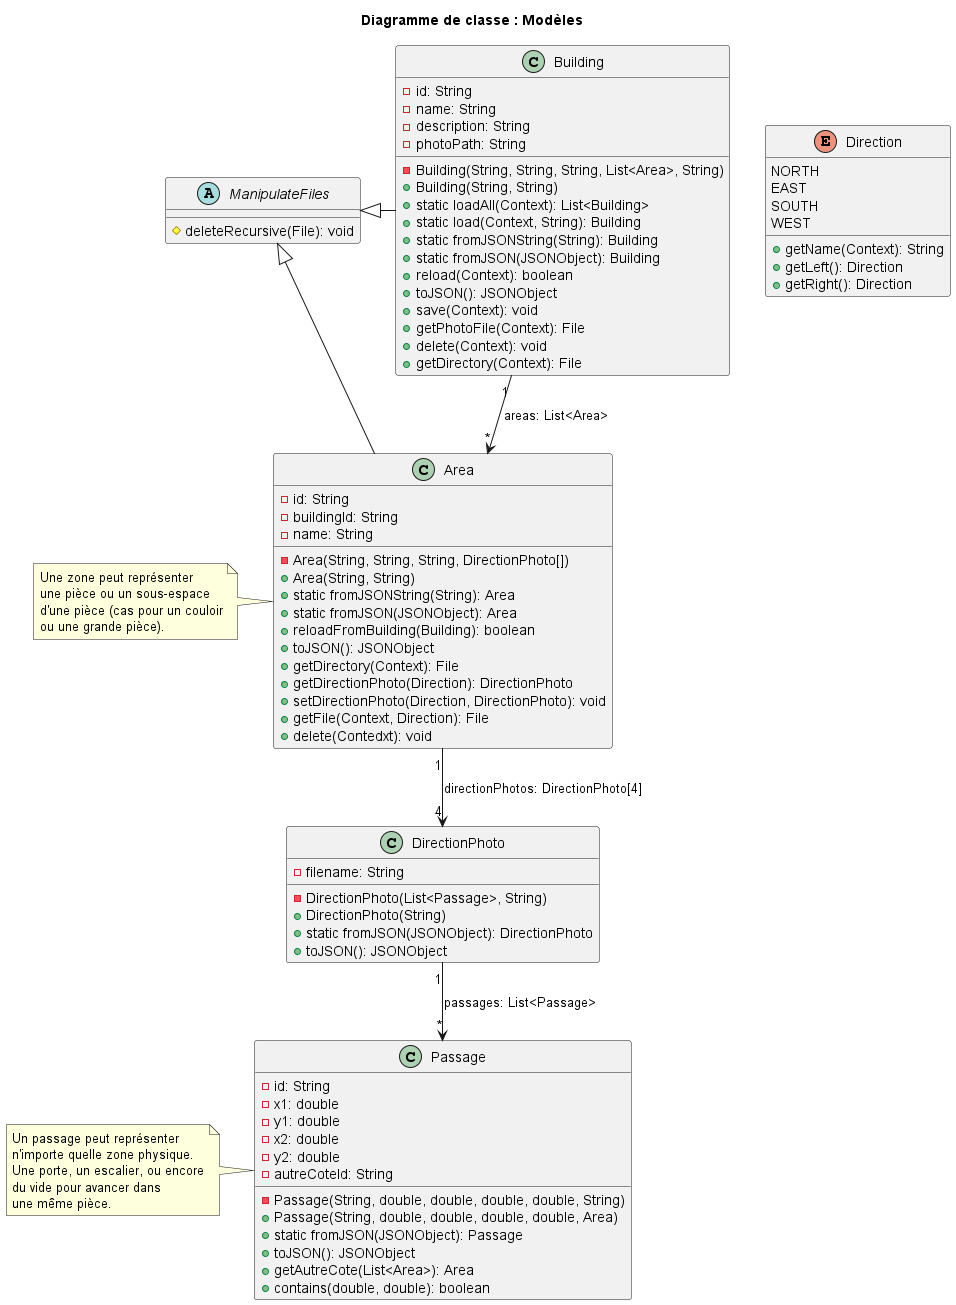 Diagramme de classe : Modèles
C Building
id: String
name: String
description: String
photoPath: String
Building(String, String, String, List<Area>, String)
Building(String, String)
static loadAll(Context): List<Building>
static load(Context, String): Building
static fromJSONString(String): Building
static fromJSON(JSONObject): Building
reload(Context): boolean
toJSON(): JSONObject
save(Context): void
getPhotoFile(Context): File
delete(Context): void
getDirectory(Context): File
E Direction
NORTH
EAST
SOUTH
WEST
getName(Context): String
getLeft(): Direction
getRight(): Direction
A ManipulateFiles
deleteRecursive(File): void
1
areas: List<Area>
*
C Area
id: String
buildingId: String
name: String
Area(String, String, String, DirectionPhoto[])
Area(String, String)
static fromJSONString(String): Area
static fromJSON(JSONObject): Area
reloadFromBuilding(Building): boolean
toJSON(): JSONObject
getDirectory(Context): File
getDirectionPhoto(Direction): DirectionPhoto
setDirectionPhoto(Direction, DirectionPhoto): void
getFile(Context, Direction): File
delete(Contedxt): void
Une zone peut représenter
une pièce ou un sous-espace
d'une pièce (cas pour un couloir
ou une grande pièce).
1
directionPhotos: DirectionPhoto[4]
4
C DirectionPhoto
filename: String
DirectionPhoto(List<Passage>, String)
DirectionPhoto(String)
static fromJSON(JSONObject): DirectionPhoto
toJSON(): JSONObject
1
passages: List<Passage>
*
C Passage
id: String
x1: double
y1: double
x2: double
y2: double
autreCoteId: String
Passage(String, double, double, double, double, String)
Passage(String, double, double, double, double, Area)
static fromJSON(JSONObject): Passage
toJSON(): JSONObject
getAutreCote(List<Area>): Area
contains(double, double): boolean
Un passage peut représenter
n'importe quelle zone physique.
Une porte, un escalier, ou encore
du vide pour avancer dans
une même pièce.